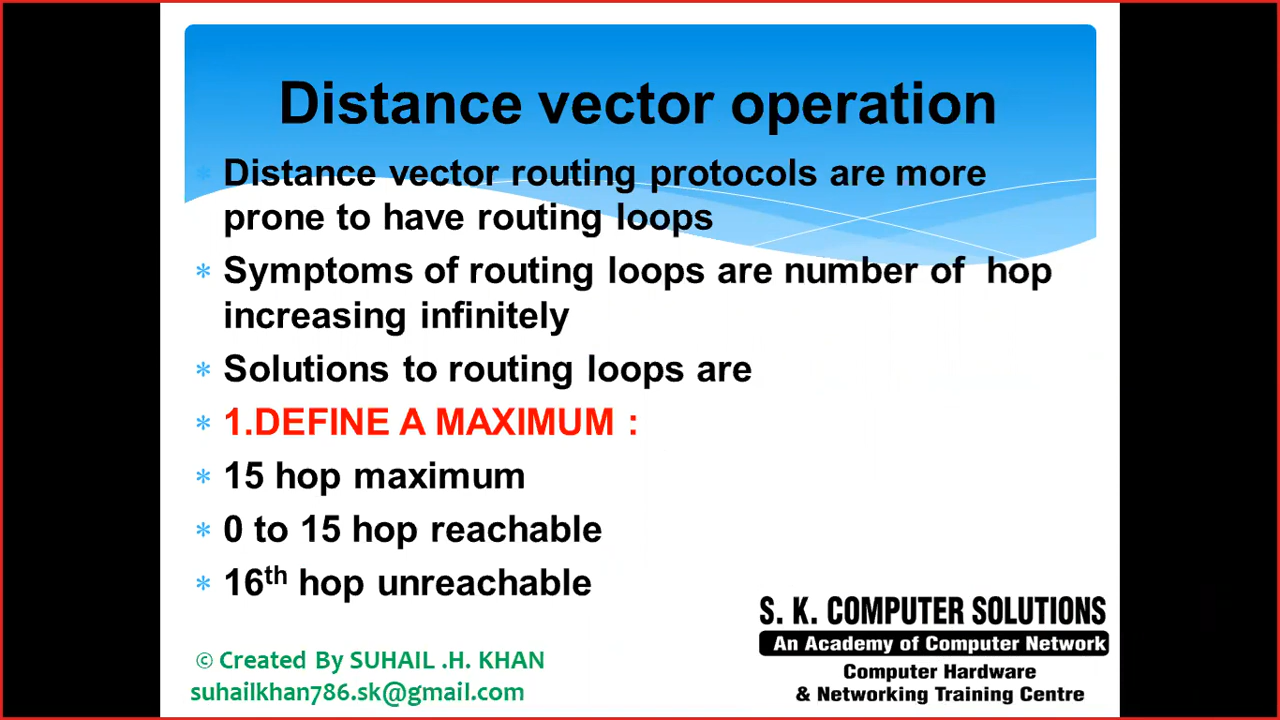 Distance vector operation
* Distance vector routing protocols are more
prone to have routing loops
* Symptoms of routing loops are number of  hop
increasing infinitely
* Solutions to routing loops are
* 1.DEFINE A MAXIMUM :
* 15 hop maximum
* 0 to 15 hop reachable
* 16th hop unreachable
© Created By SUHAIL .H. KHAN
suhailkhan786.sk@gmail.com
S. K. COMPUTER SOLUTIONS
An Academy of Computer Network
Computer Hardware
& Networking Training Centre